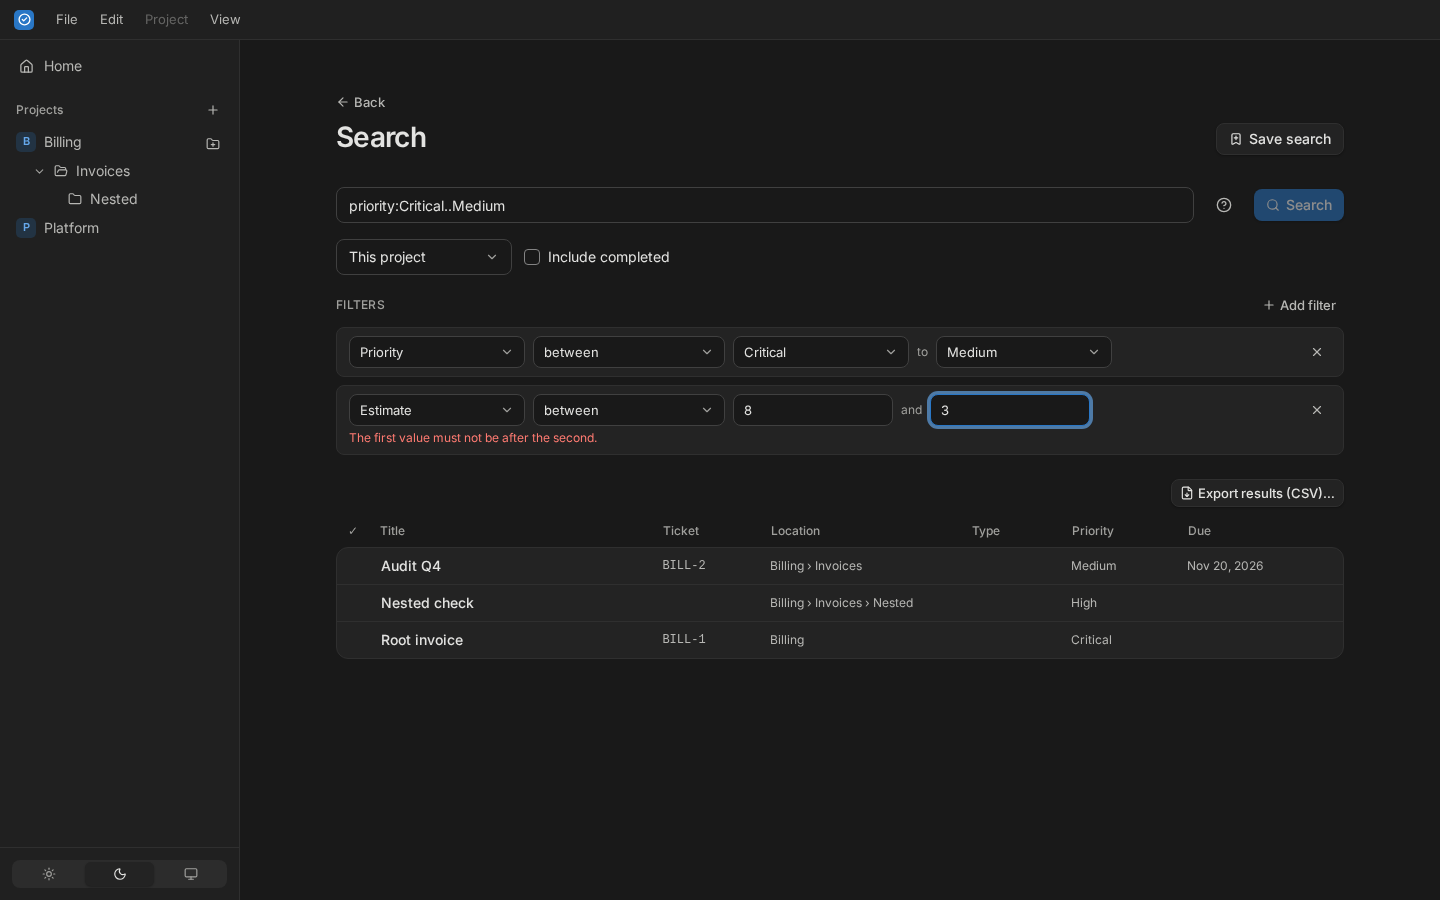 File Edit Project View
Home
Projects
B Billing
Invoices
Nested
P Platform
Back
Search
Save search
priority:Critical..Medium
Search
This project
Include completed
FILTERS
Add filter
Priority between Critical to Medium
Estimate between 8 and 3
The first value must not be after the second.
Export results (CSV)...
✓ Title Ticket Location Type Priority Due
Audit Q4 BILL-2 Billing › Invoices Medium Nov 20, 2026
Nested check Billing › Invoices › Nested High
Root invoice BILL-1 Billing Critical